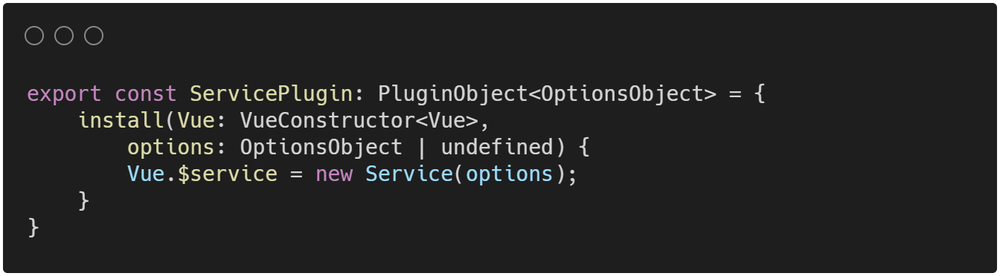 export const ServicePlugin: PluginObject<OptionsObject> = {
    install(Vue: VueConstructor<Vue>,
        options: OptionsObject | undefined) {
        Vue.$service = new Service(options);
    }
}